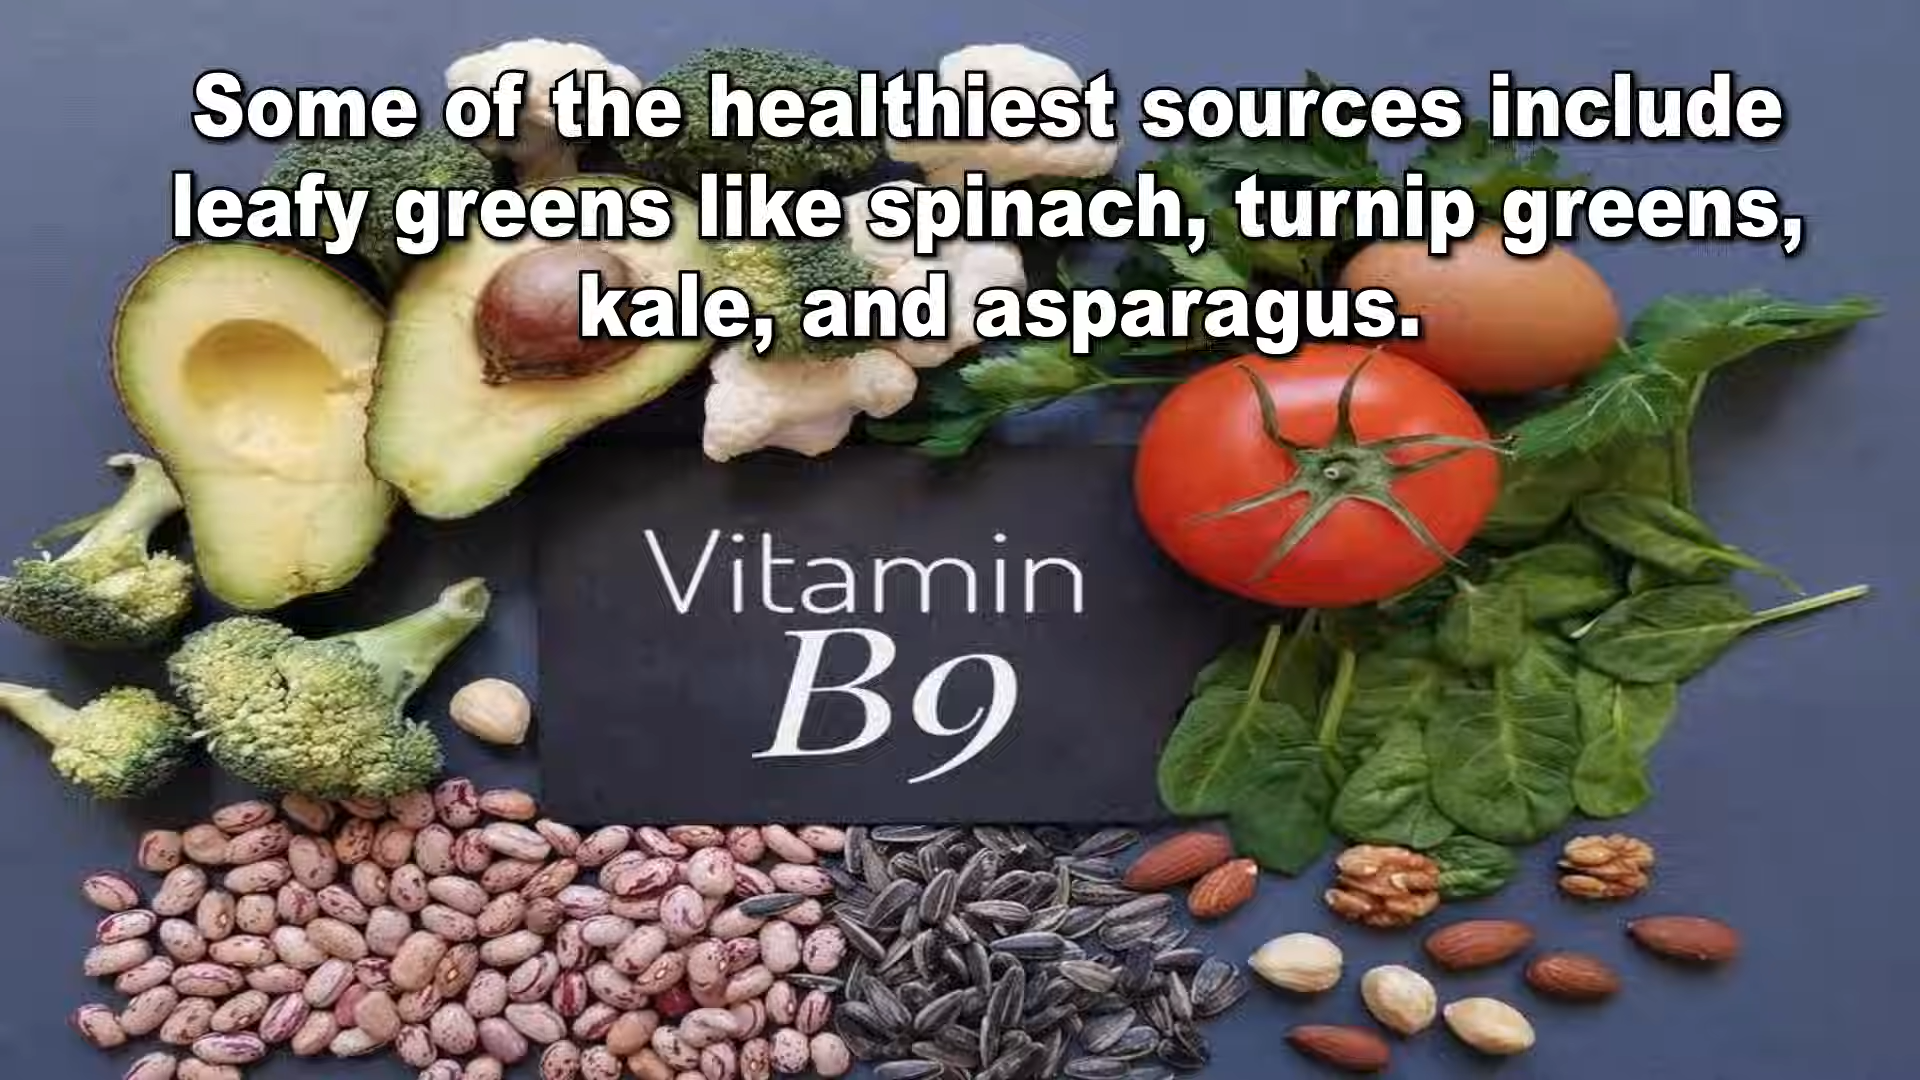 Some of the healthiest sources include
leafy greens like spinach, turnip greens,
kale, and asparagus.
Vitamin
B9